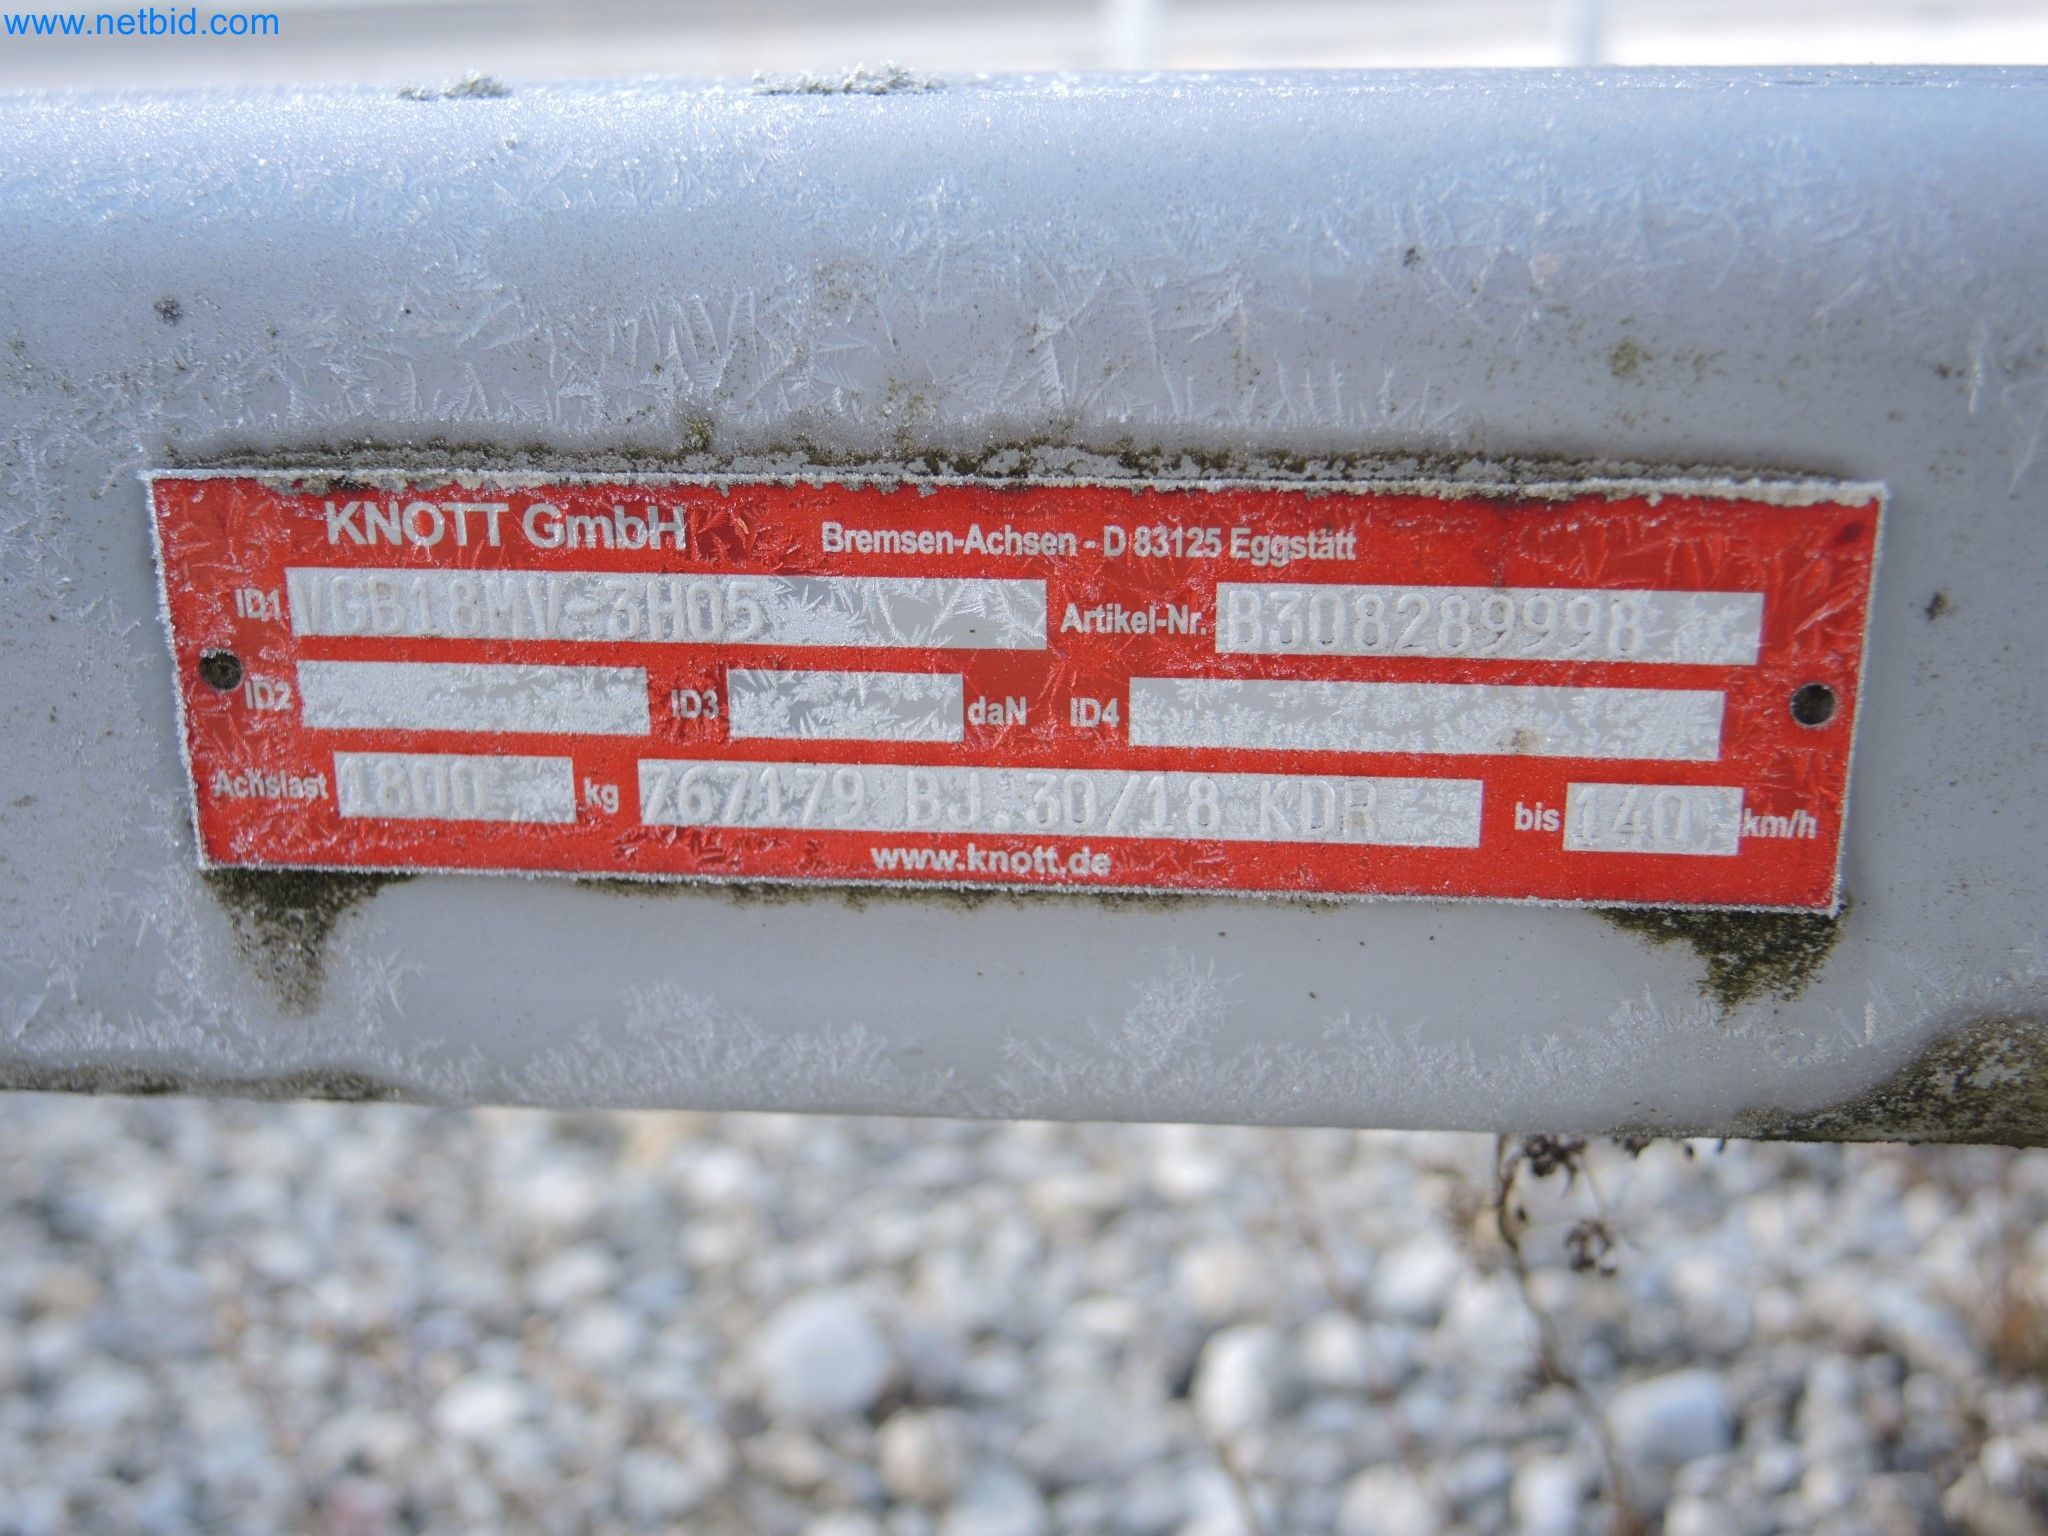 www.netbid.com
KNOTT GmbH Bremsen-Achsen - D 83125 Eggstätt
ID1 VGB18MV-3H05 Artikel-Nr. B308289998
ID2 ID3 daN ID4
Achslast 1800 kg 767179 BJ.30/18 KDR bis 140 km/h
www.knott.de